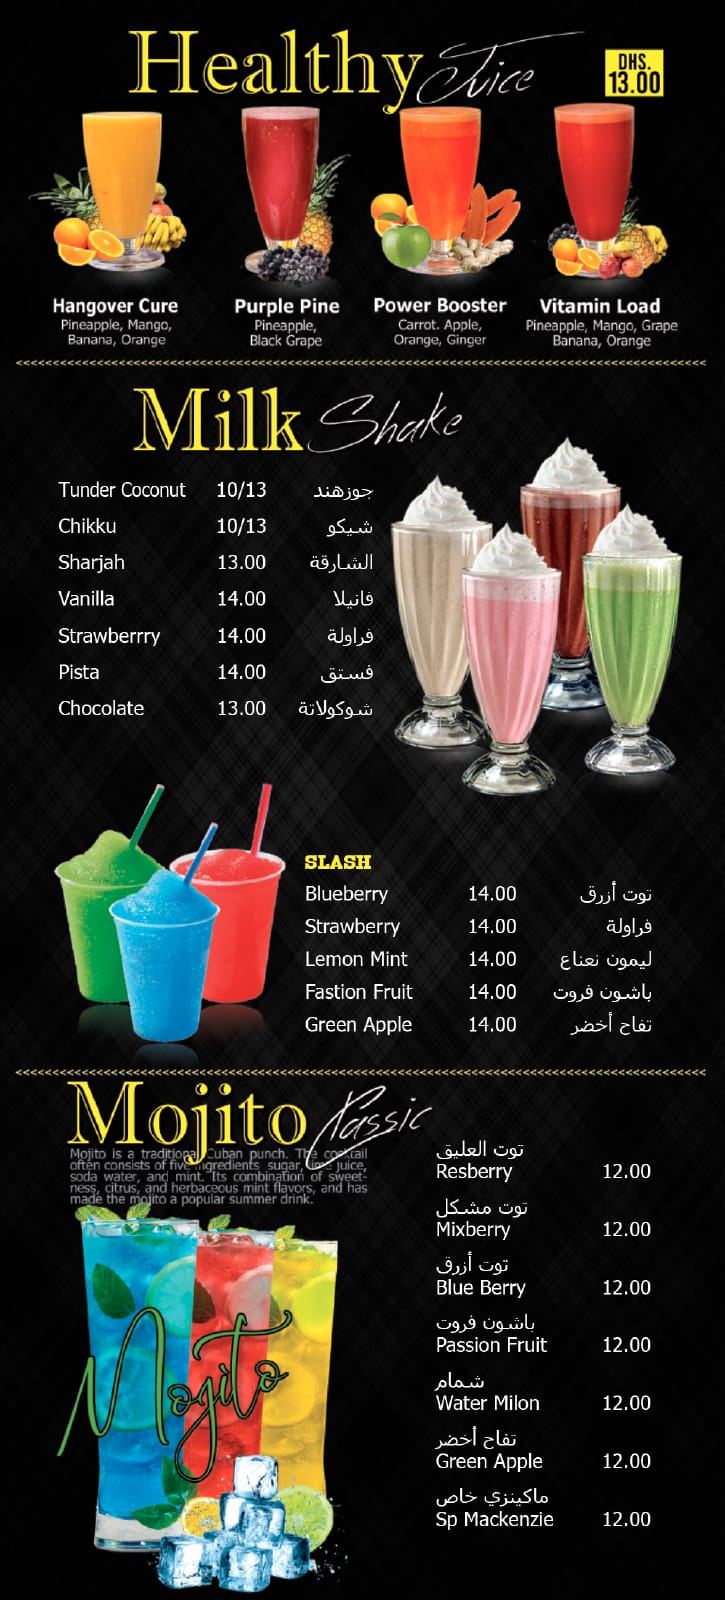 Healthy Juice
DHS.
13.00
Hangover Cure
Pineapple, Mango,
Banana, Orange
Purple Pine
Pineapple,
Black Grape
Power Booster
Carrot. Apple,
Orange, Ginger
Vitamin Load
Pineapple, Mango, Grape
Banana, Orange
Milk Shake
Tunder Coconut 10/13 جوزهند
Chikku 10/13 شيكو
Sharjah 13.00 الشارقة
Vanilla 14.00 فانيلا
Strawberrry 14.00 فراولة
Pista 14.00 فستق
Chocolate 13.00 شوكولاتة
SLASH
Blueberry 14.00 توت أزرق
Strawberry 14.00 فراولة
Lemon Mint 14.00 ليمون نعناع
Fastion Fruit 14.00 باشون فروت
Green Apple 14.00 تفاح أخضر
Mojito Classic
Mojito is a traditional Cuban punch. The cocktail
often consists of five ingredients sugar, lime juice,
soda water, and mint. Its combination of sweet-
ness, citrus, and herbaceous mint flavors, and has
made the mojito a popular summer drink.
Mojito
توت العليق
Resberry 12.00
توت مشكل
Mixberry 12.00
توت أزرق
Blue Berry 12.00
باشون فروت
Passion Fruit 12.00
شمام
Water Milon 12.00
تفاح أخضر
Green Apple 12.00
ماكينزي خاص
Sp Mackenzie 12.00